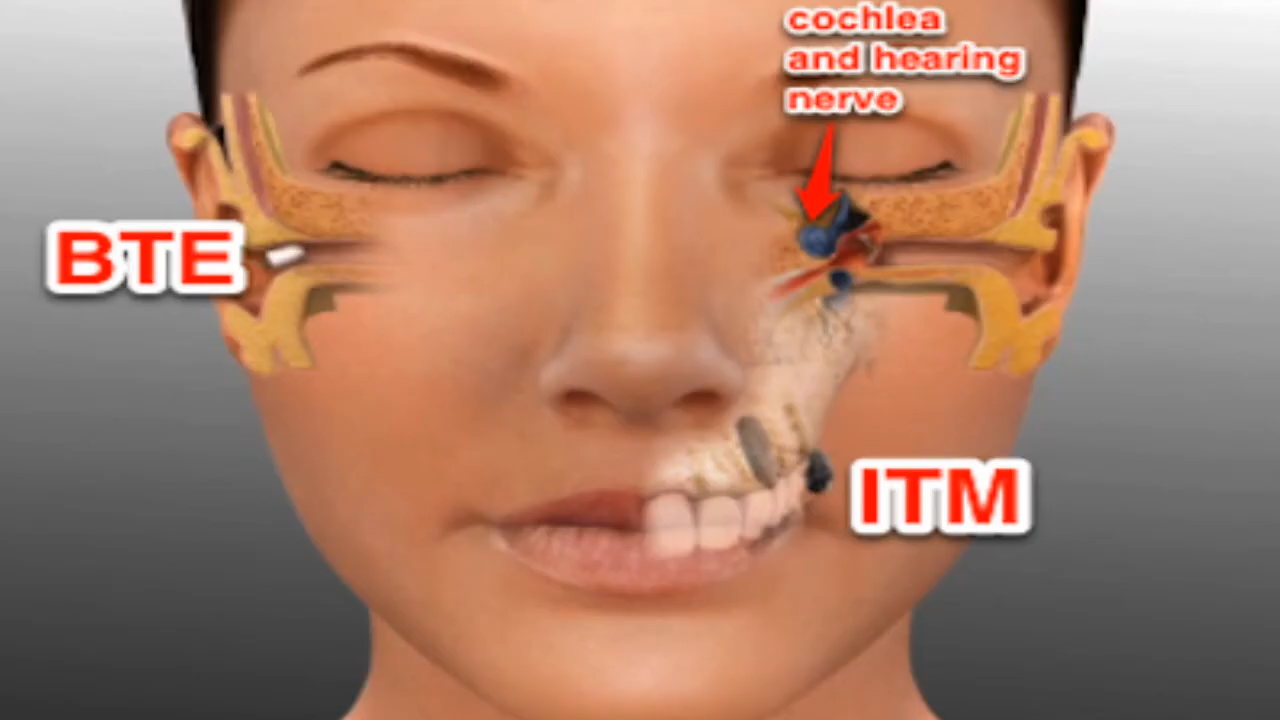 cochlea
and hearing
nerve
BTE
ITM